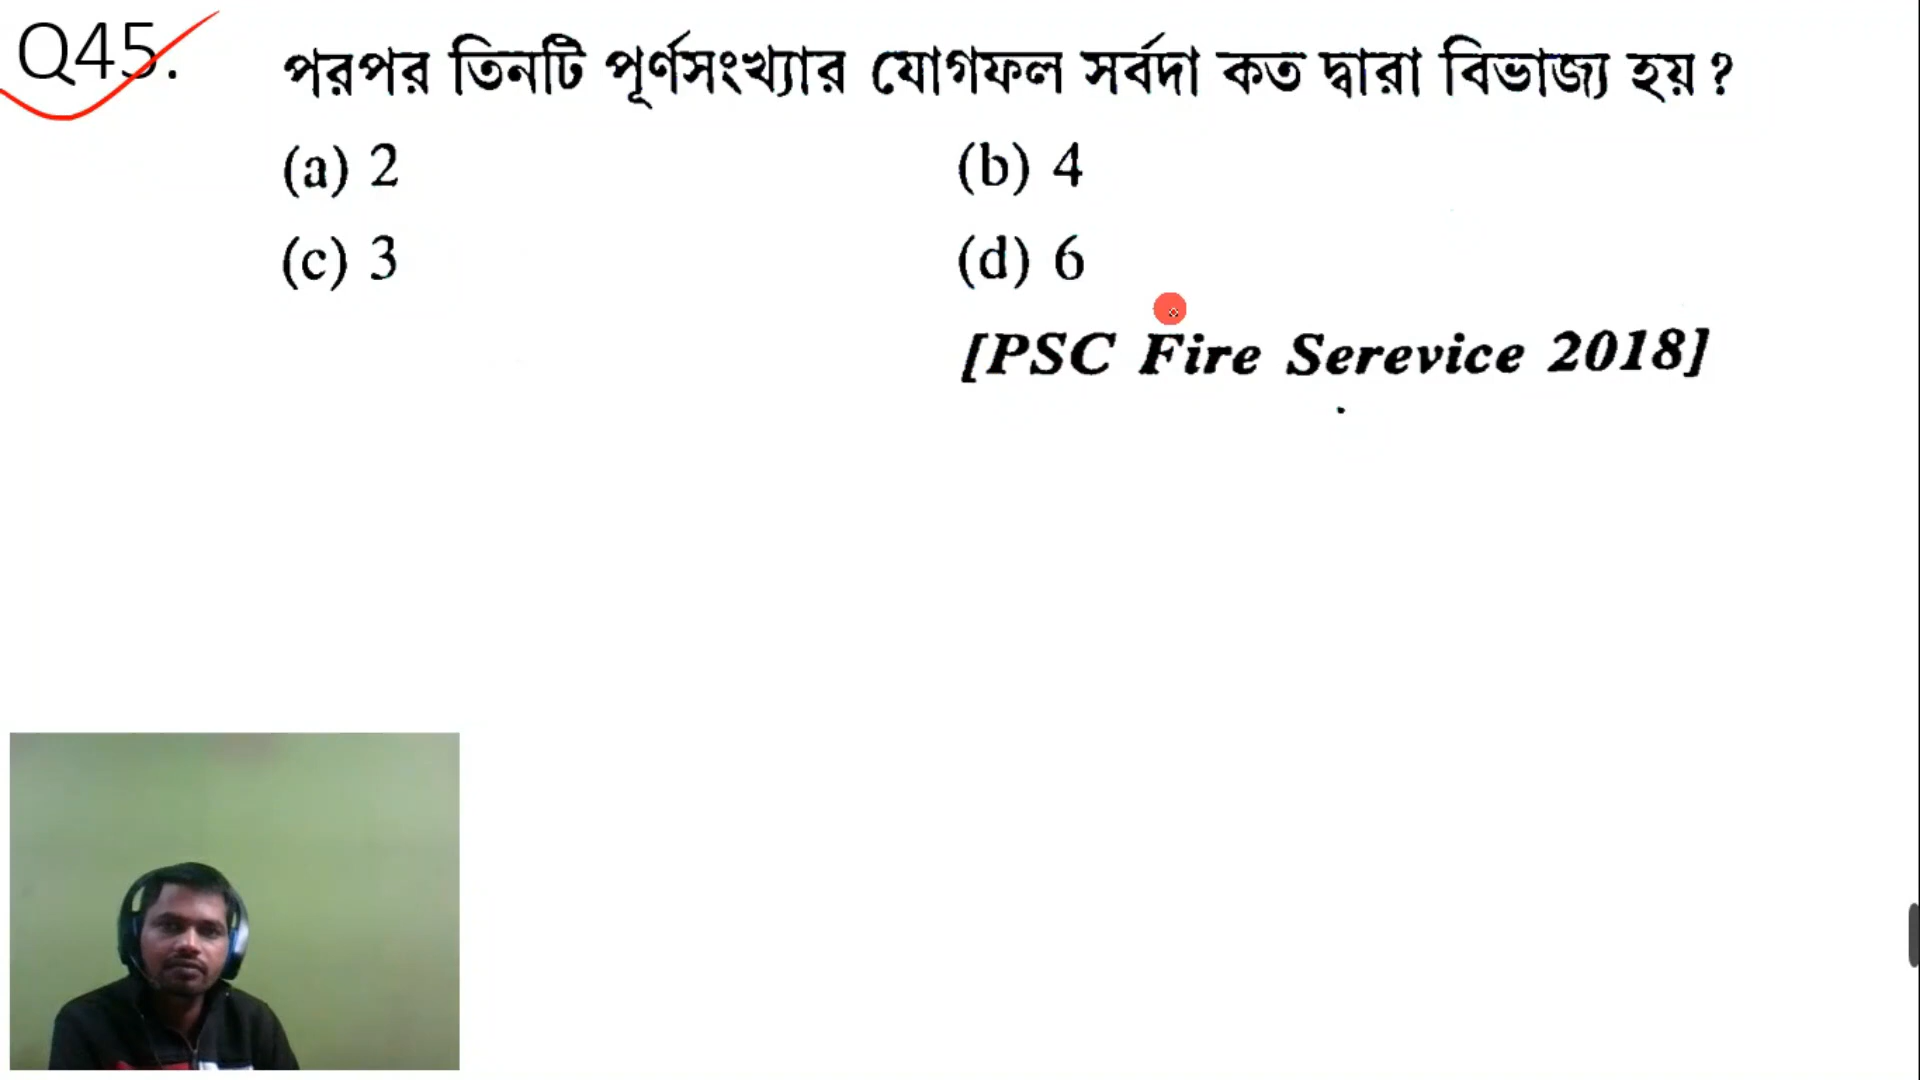 Q45.
পরপর তিনটি পূর্ণসংখ্যার যোগফল সর্বদা কত দ্বারা বিভাজ্য হয়?
(a) 2 (b) 4
(c) 3 (d) 6
[PSC Fire Serevice 2018]